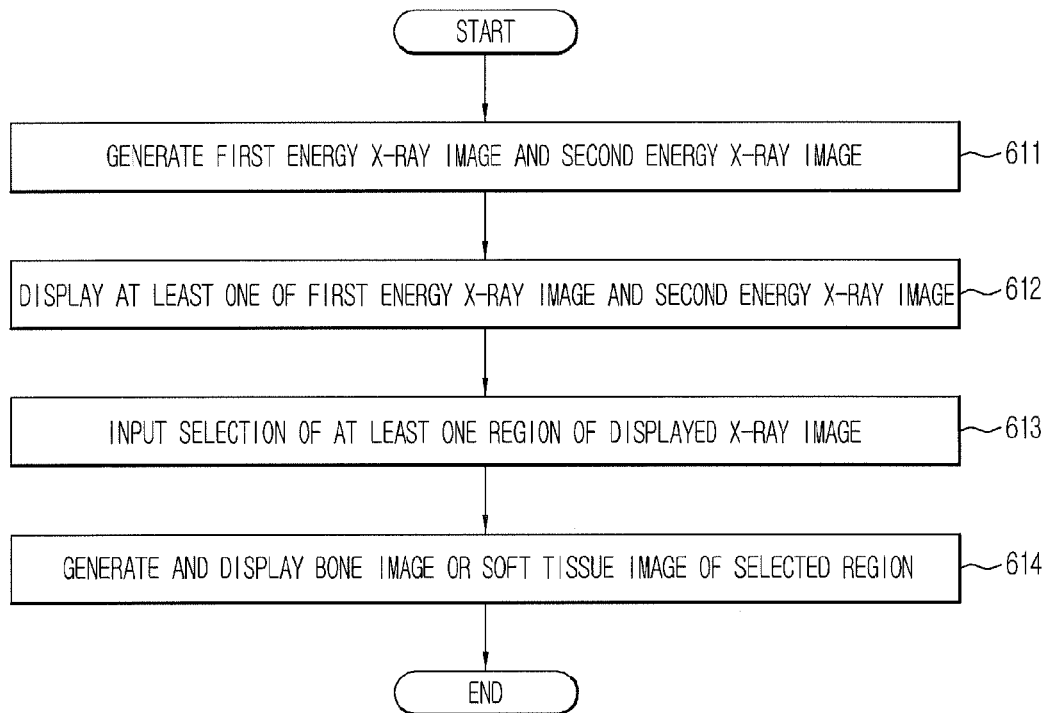 START
GENERATE FIRST ENERGY X-RAY IMAGE AND SECOND ENERGY X-RAY IMAGE
611
DISPLAY AT LEAST ONE OF FIRST ENERGY X-RAY IMAGE AND SECOND ENERGY X-RAY IMAGE
612
INPUT SELECTION OF AT LEAST ONE REGION OF DISPLAYED X-RAY IMAGE
613
GENERATE AND DISPLAY BONE IMAGE OR SOFT TISSUE IMAGE OF SELECTED REGION
614
END